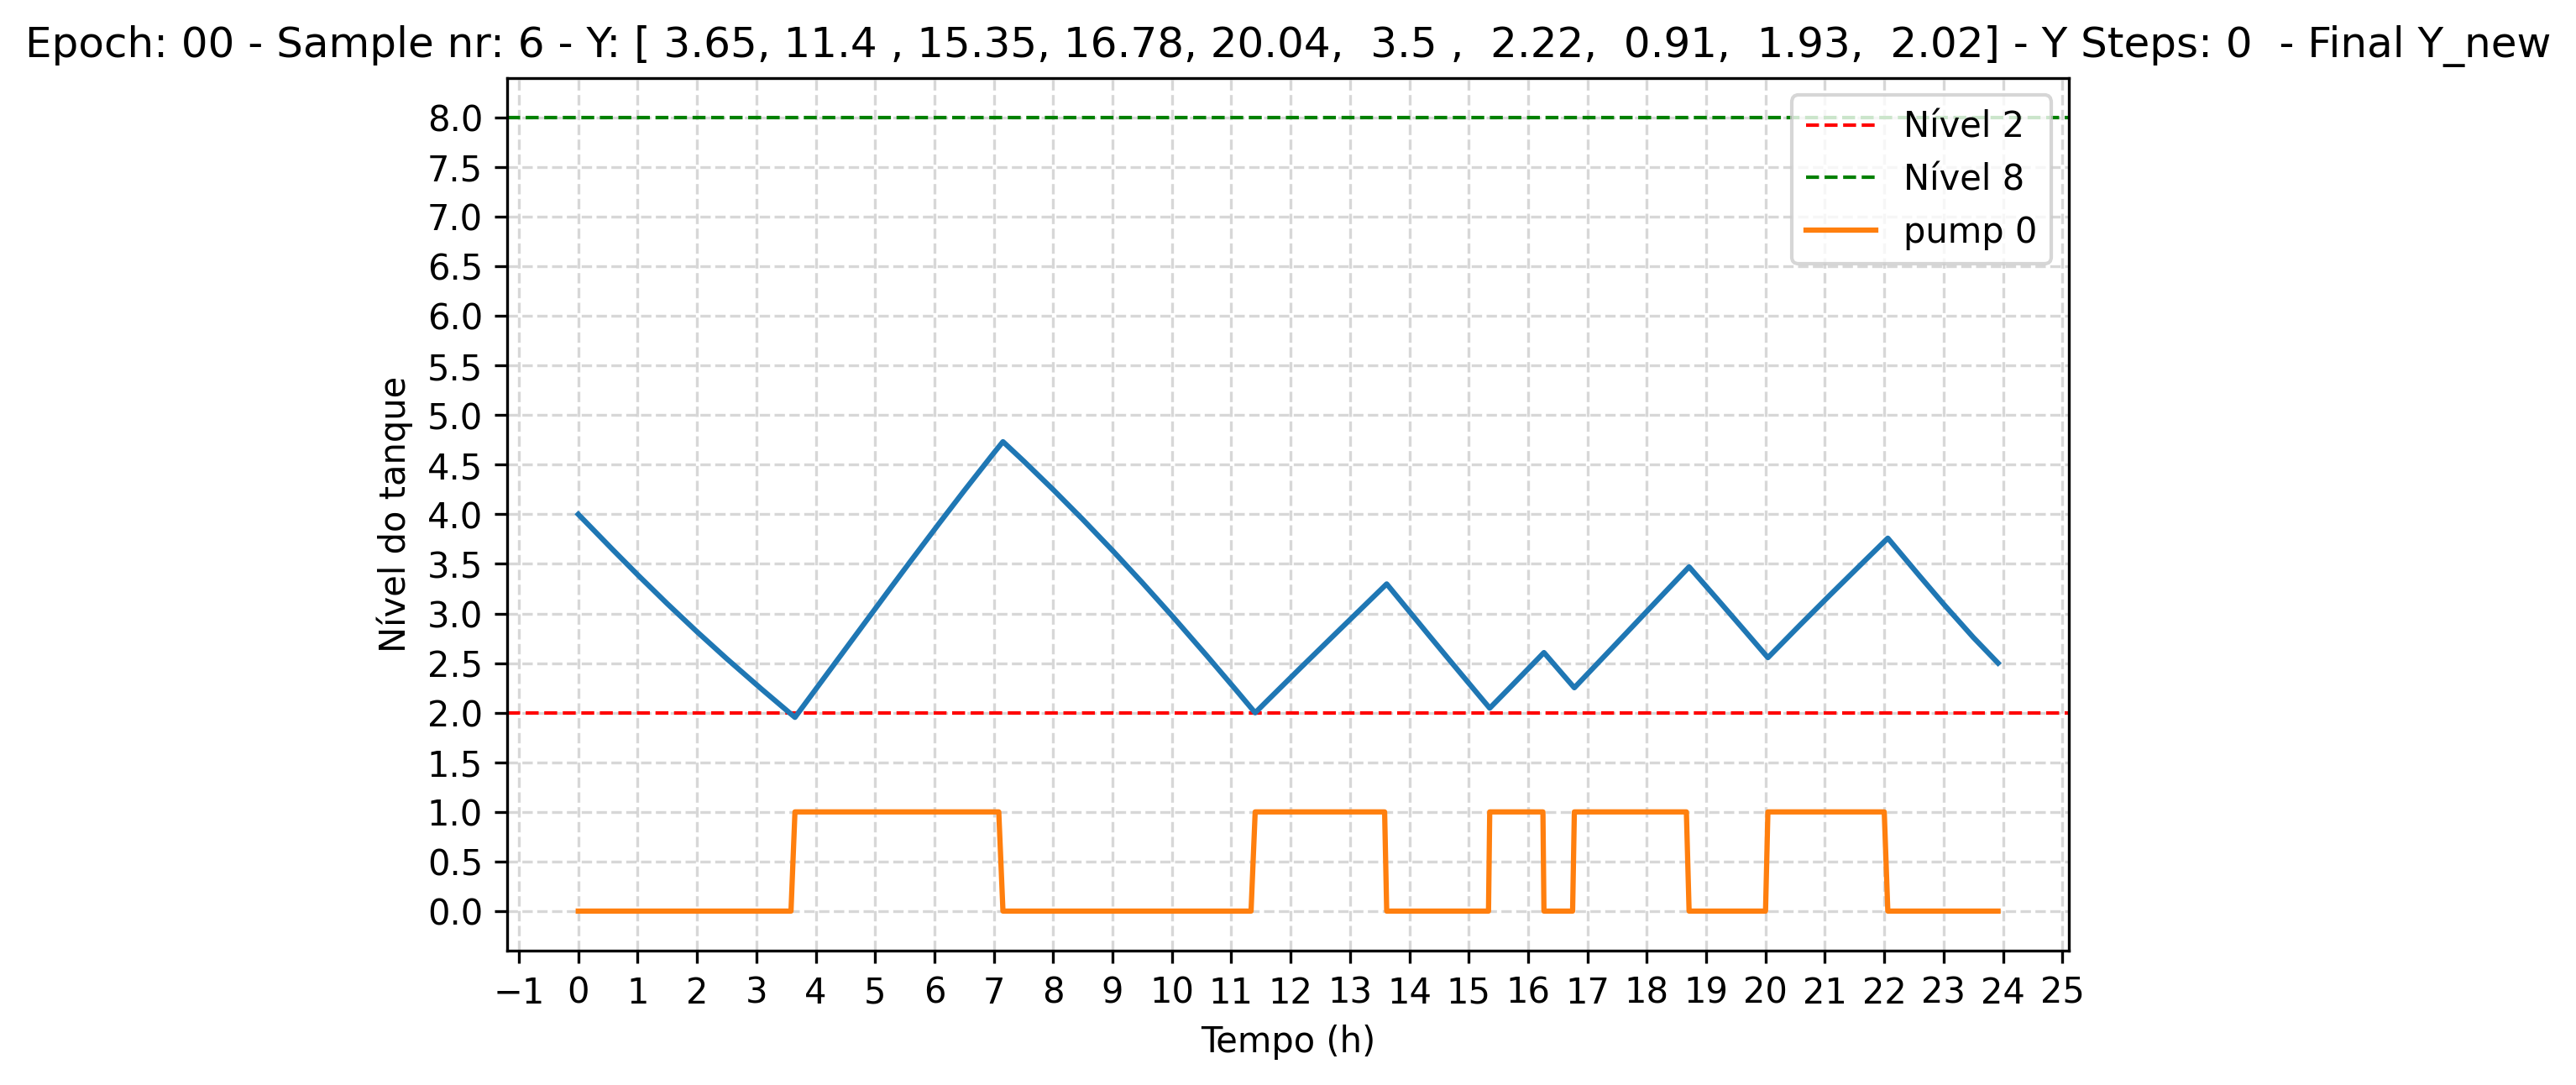 Epoch: 00 - Sample nr: 6 - Y: [ 3.65, 11.4 , 15.35, 16.78, 20.04,  3.5 ,  2.22,  0.91,  1.93,  2.02] - Y Steps: 0  - Final Y_new
Nível 2
Nível 8
pump 0
Nível do tanque
8.0
7.5
7.0
6.5
6.0
5.5
5.0
4.5
4.0
3.5
3.0
2.5
2.0
1.5
1.0
0.5
0.0
−1 0 1 2 3 4 5 6 7 8 9 10 11 12 13 14 15 16 17 18 19 20 21 22 23 24 25
Tempo (h)